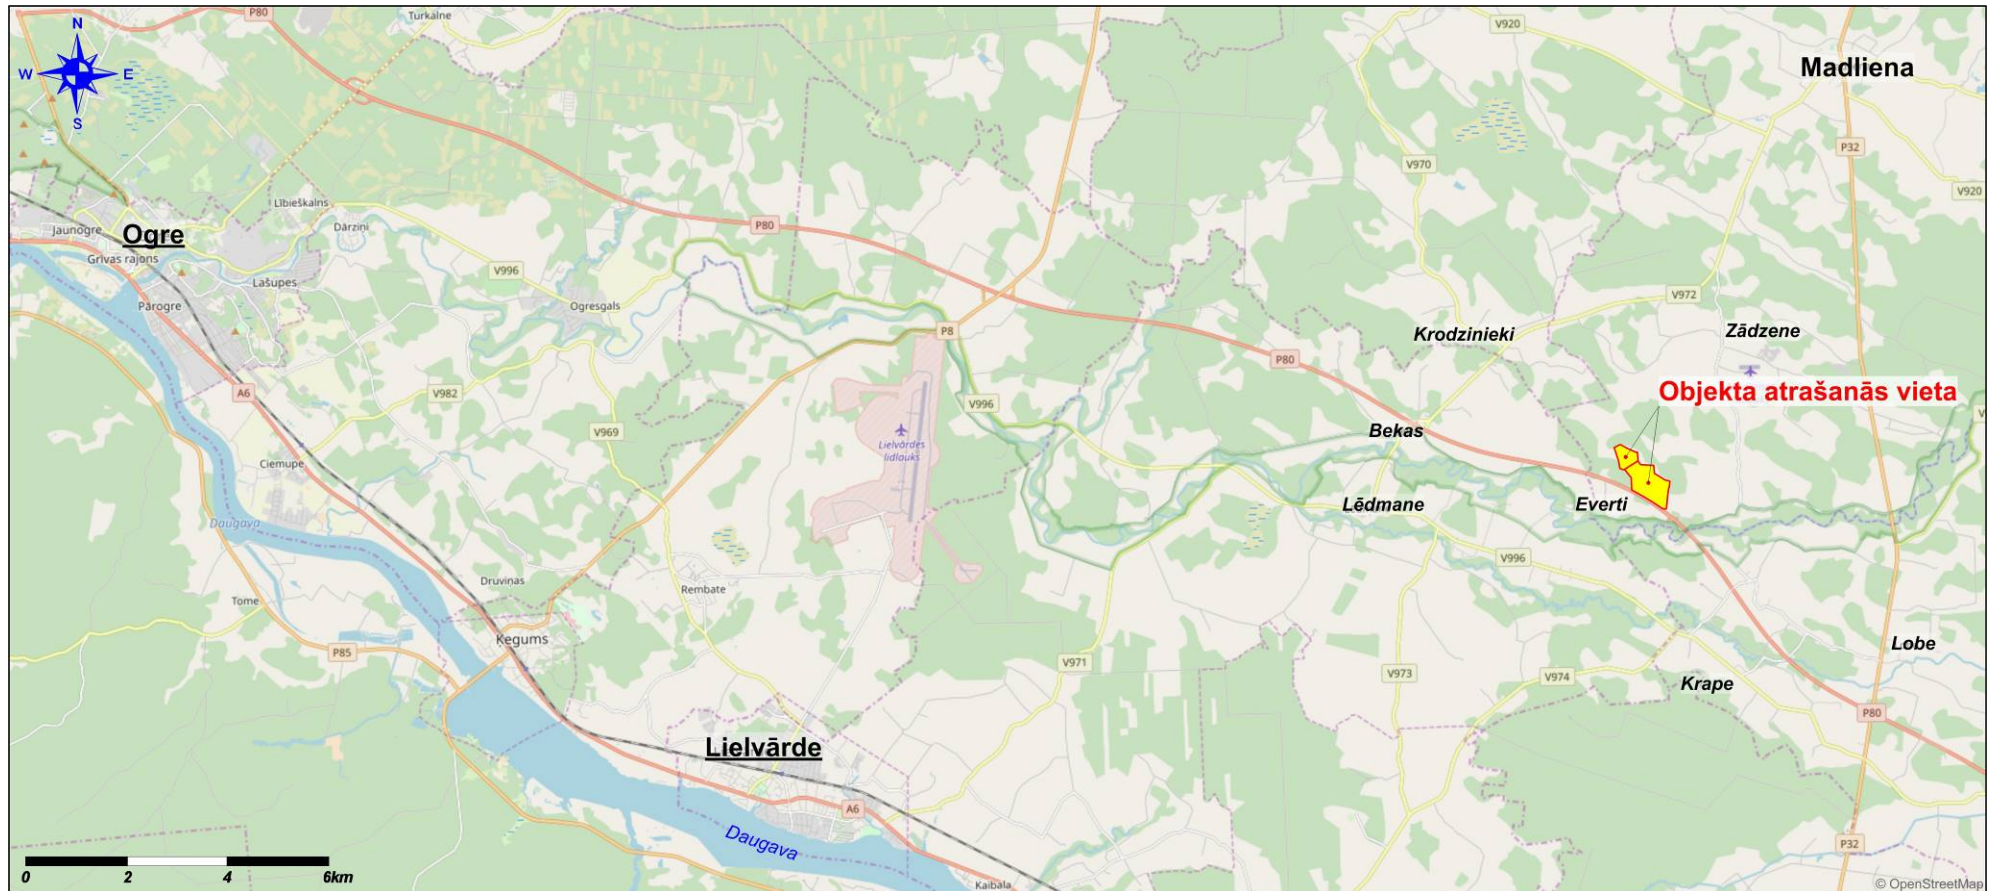 P80
Turkalne
V920
N
Madliena
W
E
S
P32
V970
V920
Lībieškalns
Dārziņi
P80
Jaunogre
Ogre
Grīvas rajons
Lašupes
V996
Ogresgals
Pārogre
V972
P8
Krodzinieki
Zādzene
P80
A6
V982
V996
Objekta atrašanās vieta
V969
Bekas
Lielvārdes
lidlauks
Ciemupe
Lēdmane
Everti
Daugava
V996
Druviņas
Rembate
Tome
Ķegums
P85
V971
V973
V974
Lobe
Krape
P80
Lielvārde
A6
Daugava
P32
0
2
4
6km
Kaibala
© OpenStreetMap